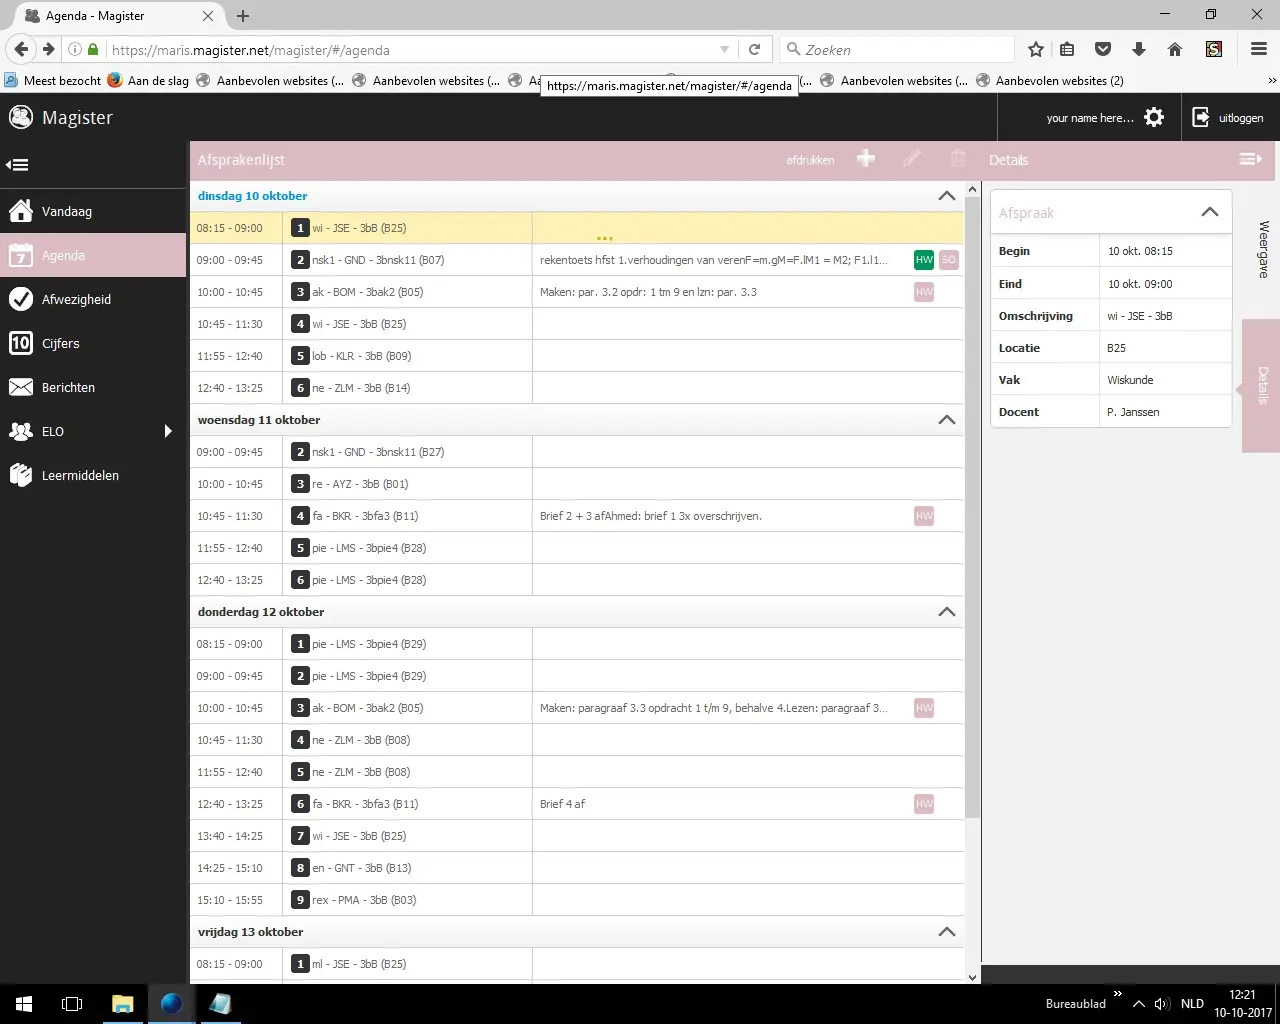 Agenda - Magister
https://maris.magister.net/magister/#/agenda
Zoeken
Meest bezocht Aan de slag Aanbevolen websites (... Aanbevolen websites (... Aa (... Aanbevolen websites (... Aanbevolen websites (2) »
https://maris.magister.net/magister/#/agenda
Magister
your name here... uitloggen
Afsprakenlijst afdrukken Details
Vandaag
7 Agenda
Afwezigheid
10 Cijfers
Berichten
ELO
Leermiddelen
dinsdag 10 oktober
08:15 - 09:00 1 wi - JSE - 3bB (B25) ...
09:00 - 09:45 2 nsk1 - GND - 3bnsk11 (B07) rekentoets hfst 1.verhoudingen van verenF=m.gM=F.lM1 = M2; F1.l1... HW SO
10:00 - 10:45 3 ak - BOM - 3bak2 (B05) Maken: par. 3.2 opdr: 1 tm 9 en lzn: par. 3.3 HW
10:45 - 11:30 4 wi - JSE - 3bB (B25)
11:55 - 12:40 5 lob - KLR - 3bB (B09)
12:40 - 13:25 6 ne - ZLM - 3bB (B14)
woensdag 11 oktober
09:00 - 09:45 2 nsk1 - GND - 3bnsk11 (B27)
10:00 - 10:45 3 re - AYZ - 3bB (B01)
10:45 - 11:30 4 fa - BKR - 3bfa3 (B11) Brief 2 + 3 afAhmed: brief 1 3x overschrijven. HW
11:55 - 12:40 5 pie - LMS - 3bpie4 (B28)
12:40 - 13:25 6 pie - LMS - 3bpie4 (B28)
donderdag 12 oktober
08:15 - 09:00 1 pie - LMS - 3bpie4 (B29)
09:00 - 09:45 2 pie - LMS - 3bpie4 (B29)
10:00 - 10:45 3 ak - BOM - 3bak2 (B05) Maken: paragraaf 3.3 opdracht 1 t/m 9, behalve 4.Lezen: paragraaf 3... HW
10:45 - 11:30 4 ne - ZLM - 3bB (B08)
11:55 - 12:40 5 ne - ZLM - 3bB (B08)
12:40 - 13:25 6 fa - BKR - 3bfa3 (B11) Brief 4 af HW
13:40 - 14:25 7 wi - JSE - 3bB (B25)
14:25 - 15:10 8 en - GNT - 3bB (B13)
15:10 - 15:55 9 rex - PMA - 3bB (B03)
vrijdag 13 oktober
08:15 - 09:00 1 ml - JSE - 3bB (B25)
Afspraak
Begin 10 okt. 08:15
Eind 10 okt. 09:00
Omschrijving wi - JSE - 3bB
Locatie B25
Vak Wiskunde
Docent P. Janssen
Weergave
Details
Bureaublad » NLD 12:21
10-10-2017